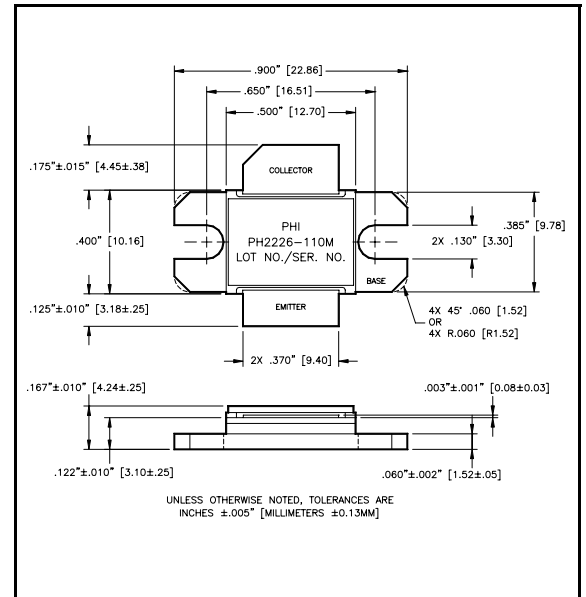 .900" [22.86]
.650" [16.51]
.500" [12.70]
.175"±.015" [4.45±.38]
COLLECTOR
.385" [9.78]
PHI
PH2226-110M
LOT NO./SER. NO.
.400" [10.16]
2X .130" [3.30]
BASE
.125"±.010" [3.18±.25]
EMITTER
4X 45° .060 [1.52]
OR
4X R.060 [R1.52]
2X .370" [9.40]
.167"±.010" [4.24±.25]
.003"±.001" [0.08±0.03]
.122"±.010" [3.10±.25]
.060"±.002" [1.52±.05]
UNLESS OTHERWISE NOTED, TOLERANCES ARE
INCHES ±.005" [MILLIMETERS ±0.13MM]